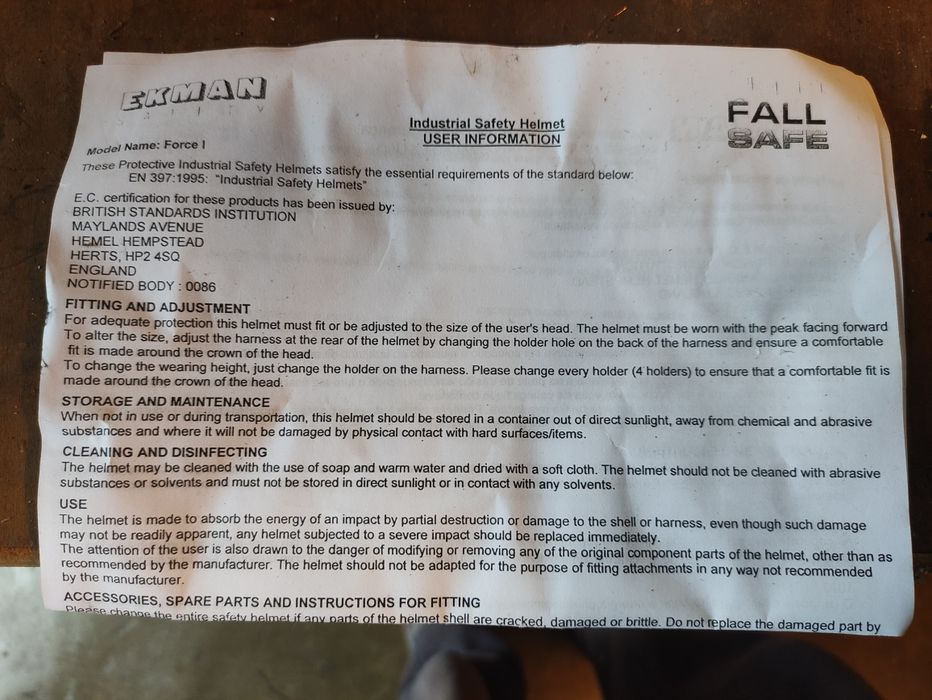 EKMAN
FALL
SAFE
Industrial Safety Helmet
USER INFORMATION
Model Name: Force I
These Protective Industrial Safety Helmets satisfy the essential requirements of the standard below:
EN 397:1995: "Industrial Safety Helmets"
E.C. certification for these products has been issued by:
BRITISH STANDARDS INSTITUTION
MAYLANDS AVENUE
HEMEL HEMPSTEAD
HERTS, HP2 4SQ
ENGLAND
NOTIFIED BODY : 0086
FITTING AND ADJUSTMENT
For adequate protection this helmet must fit or be adjusted to the size of the user's head. The helmet must be worn with the peak facing forward
To alter the size, adjust the harness at the rear of the helmet by changing the holder hole on the back of the harness and ensure a comfortable
fit is made around the crown of the head.
To change the wearing height, just change the holder on the harness. Please change every holder (4 holders) to ensure that a comfortable fit is
made around the crown of the head.
STORAGE AND MAINTENANCE
When not in use or during transportation, this helmet should be stored in a container out of direct sunlight, away from chemical and abrasive
substances and where it will not be damaged by physical contact with hard surfaces/items.
CLEANING AND DISINFECTING
The helmet may be cleaned with the use of soap and warm water and dried with a soft cloth. The helmet should not be cleaned with abrasive
substances or solvents and must not be stored in direct sunlight or in contact with any solvents.
USE
The helmet is made to absorb the energy of an impact by partial destruction or damage to the shell or harness, even though such damage
may not be readily apparent, any helmet subjected to a severe impact should be replaced immediately.
The attention of the user is also drawn to the danger of modifying or removing any of the original component parts of the helmet, other than as
recommended by the manufacturer. The helmet should not be adapted for the purpose of fitting attachments in any way not recommended
by the manufacturer.
ACCESSORIES, SPARE PARTS AND INSTRUCTIONS FOR FITTING
Please change the entire safety helmet if any parts of the helmet shell are cracked, damaged or brittle. Do not replace the damaged part by